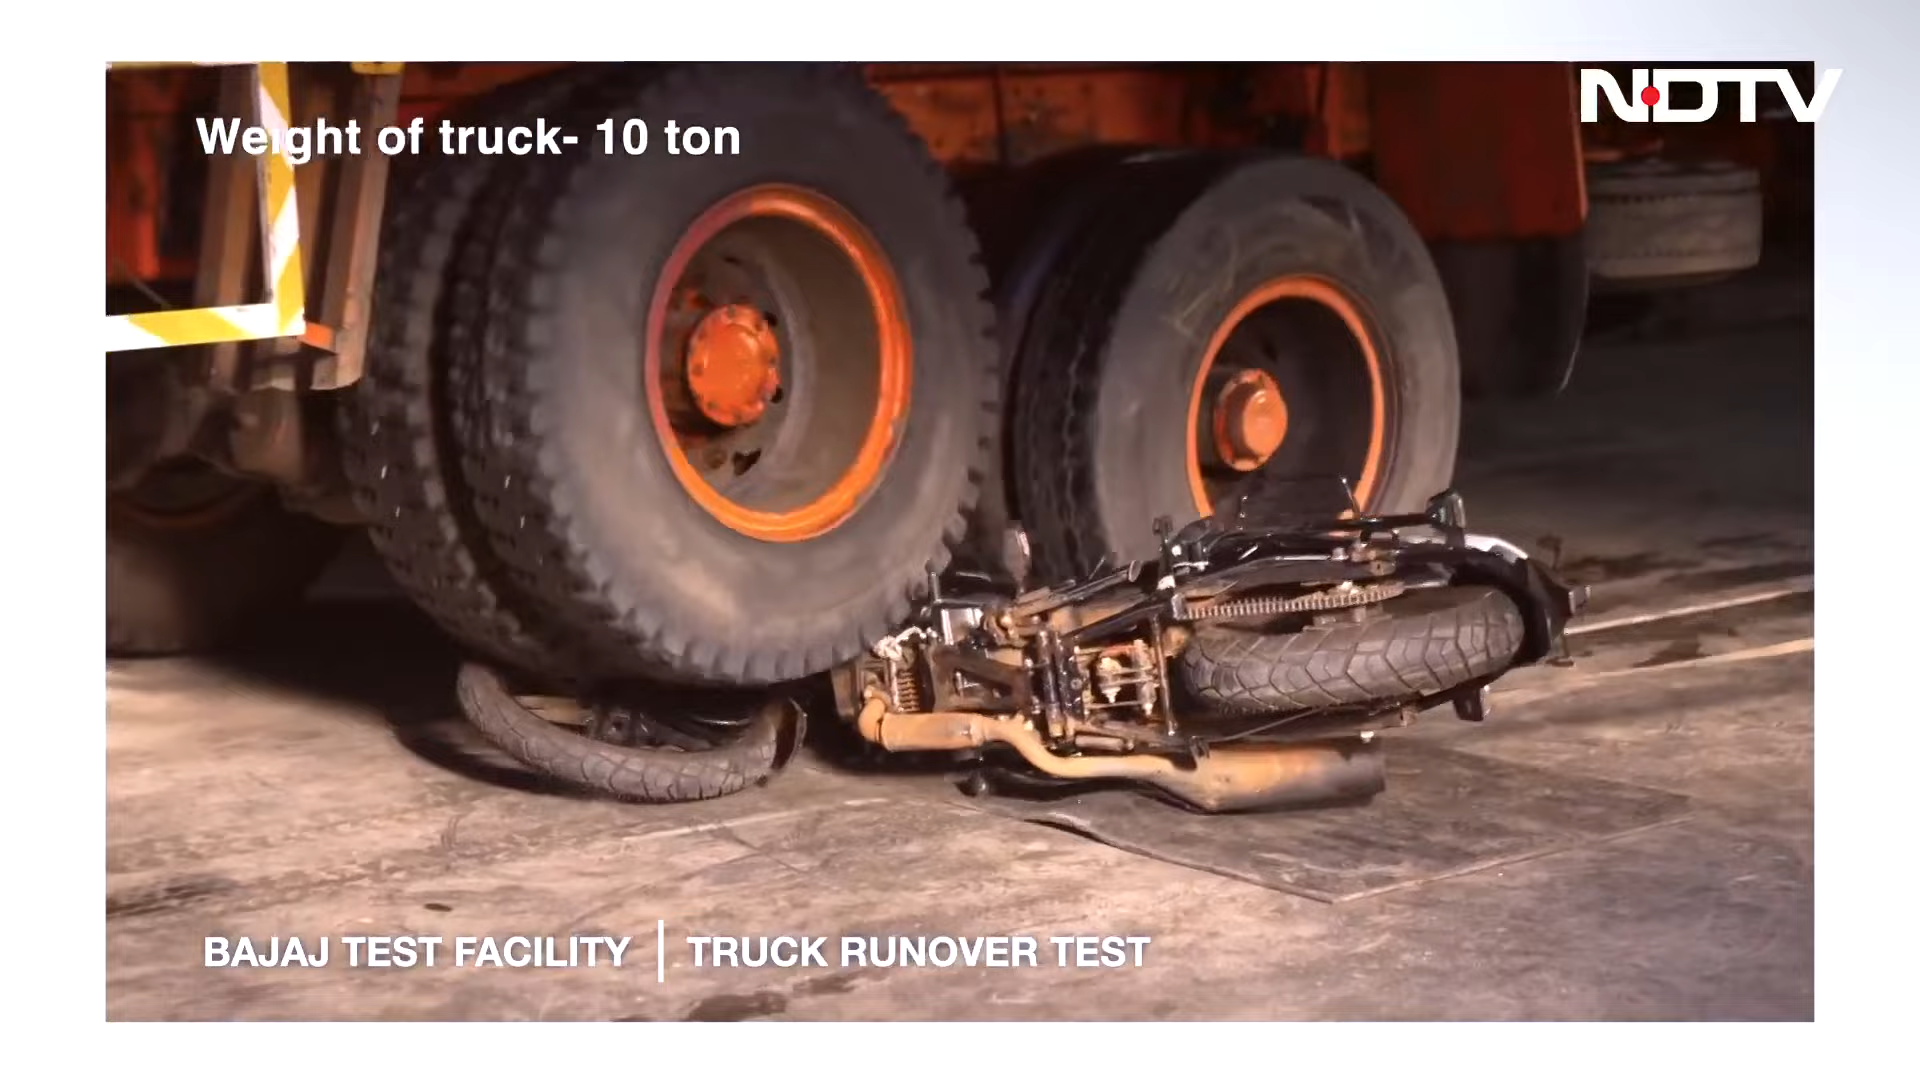 NDTV
Weight of truck- 10 ton
BAJAJ TEST FACILITY | TRUCK RUNOVER TEST